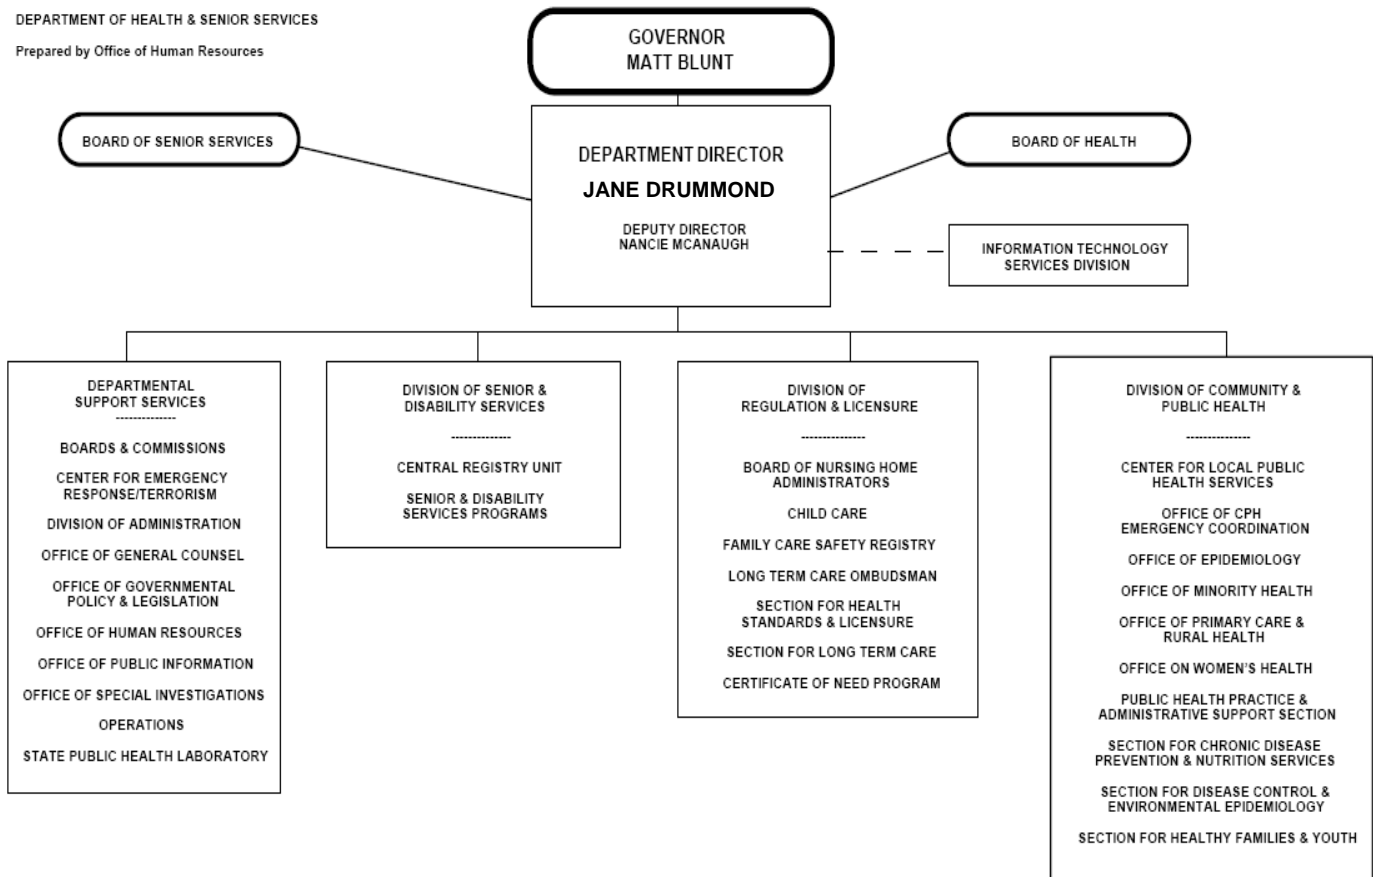 DEPARTMENT OF HEALTH & SENIOR SERVICES
Prepared by Office of Human Resources
GOVERNOR
MATT BLUNT
BOARD OF SENIOR SERVICES
BOARD OF HEALTH
DEPARTMENT DIRECTOR
JANE DRUMMOND
DEPUTY DIRECTOR
NANCIE MCANAUGH
INFORMATION TECHNOLOGY
SERVICES DIVISION
DEPARTMENTAL
SUPPORT SERVICES
--------------
BOARDS & COMMISSIONS
CENTER FOR EMERGENCY
RESPONSE/TERRORISM
DIVISION OF ADMINISTRATION
OFFICE OF GENERAL COUNSEL
OFFICE OF GOVERNMENTAL
POLICY & LEGISLATION
OFFICE OF HUMAN RESOURCES
OFFICE OF PUBLIC INFORMATION
OFFICE OF SPECIAL INVESTIGATIONS
OPERATIONS
STATE PUBLIC HEALTH LABORATORY
DIVISION OF SENIOR &
DISABILITY SERVICES
--------------
CENTRAL REGISTRY UNIT
SENIOR & DISABILITY
SERVICES PROGRAMS
DIVISION OF
REGULATION & LICENSURE
---------------
BOARD OF NURSING HOME
ADMINISTRATORS
CHILD CARE
FAMILY CARE SAFETY REGISTRY
LONG TERM CARE OMBUDSMAN
SECTION FOR HEALTH
STANDARDS & LICENSURE
SECTION FOR LONG TERM CARE
CERTIFICATE OF NEED PROGRAM
DIVISION OF COMMUNITY &
PUBLIC HEALTH
---------------
CENTER FOR LOCAL PUBLIC
HEALTH SERVICES
OFFICE OF CPH
EMERGENCY COORDINATION
OFFICE OF EPIDEMIOLOGY
OFFICE OF MINORITY HEALTH
OFFICE OF PRIMARY CARE &
RURAL HEALTH
OFFICE ON WOMEN'S HEALTH
PUBLIC HEALTH PRACTICE &
ADMINISTRATIVE SUPPORT SECTION
SECTION FOR CHRONIC DISEASE
PREVENTION & NUTRITION SERVICES
SECTION FOR DISEASE CONTROL &
ENVIRONMENTAL EPIDEMIOLOGY
SECTION FOR HEALTHY FAMILIES & YOUTH